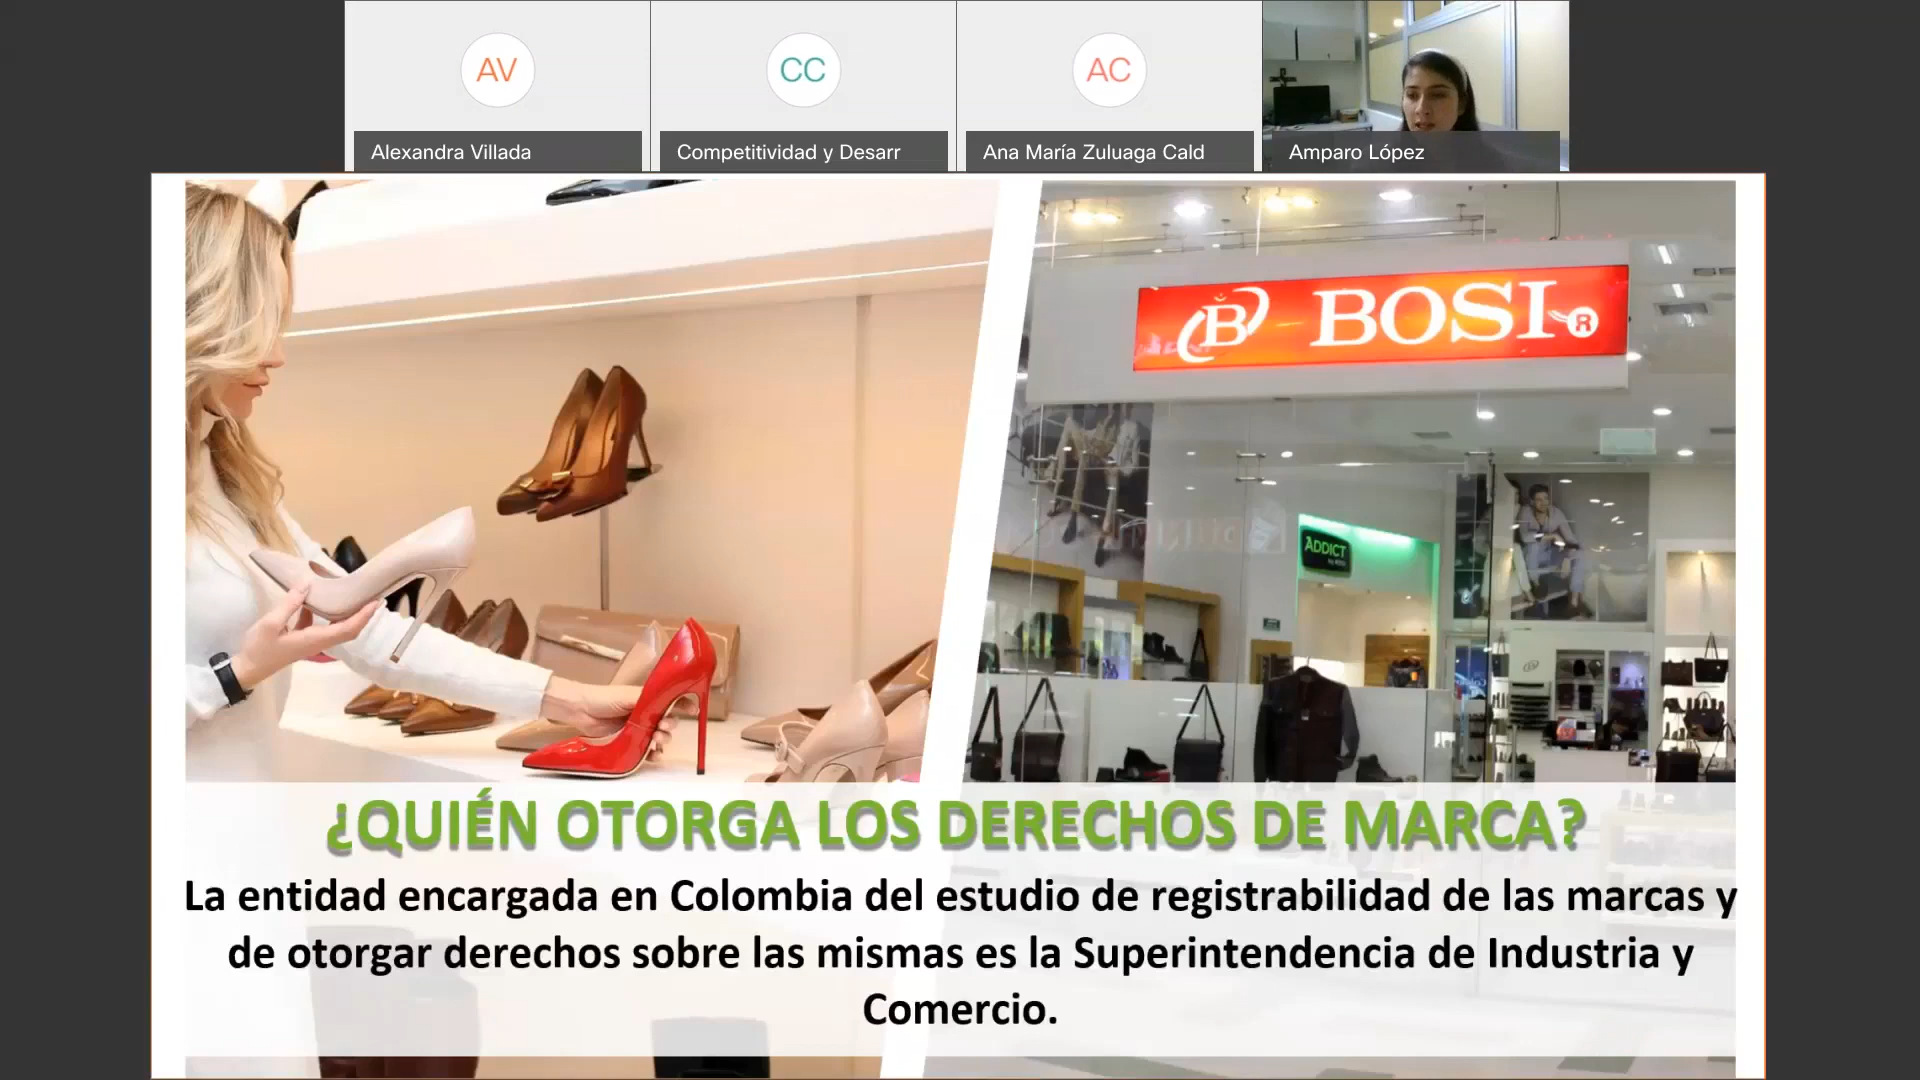 AV
CC
AC
Alexandra Villada
Competitividad y Desarr
Ana María Zuluaga Cald
Amparo López
B BOSI ®
ADDICT
¿QUIÉN OTORGA LOS DERECHOS DE MARCA?
La entidad encargada en Colombia del estudio de registrabilidad de las marcas y
de otorgar derechos sobre las mismas es la Superintendencia de Industria y
Comercio.